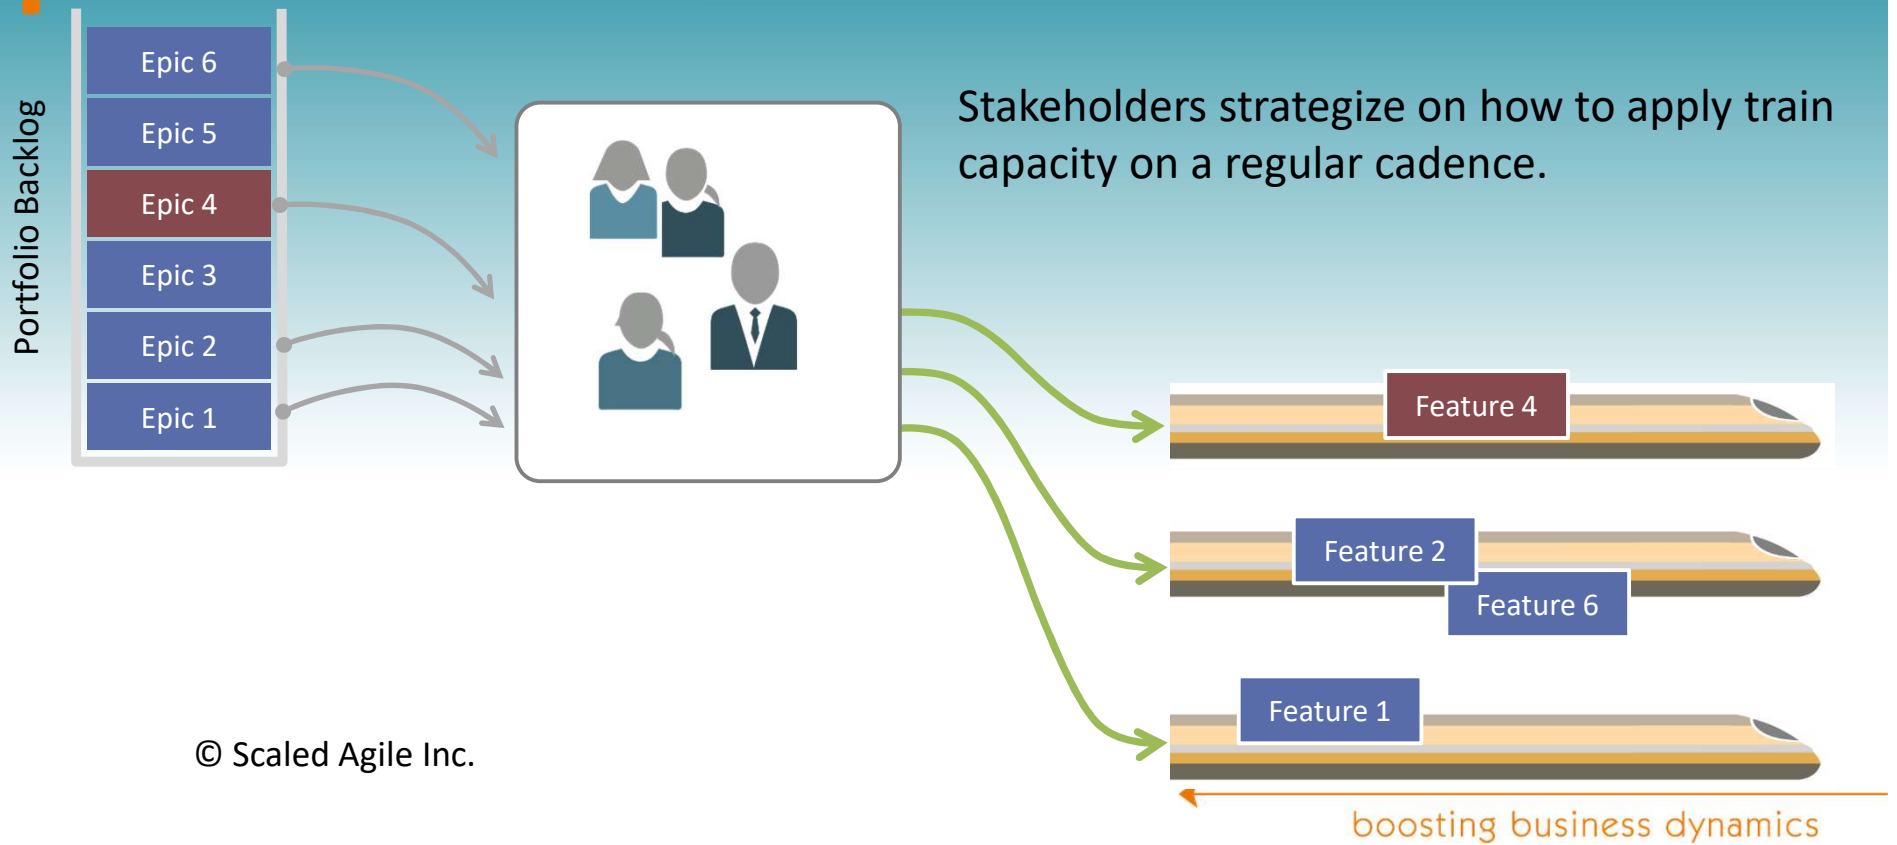 Portfolio Backlog
Epic 6
Epic 5
Epic 4
Epic 3
Epic 2
Epic 1
Stakeholders strategize on how to apply train
capacity on a regular cadence.
Feature 4
Feature 2
Feature 6
Feature 1
© Scaled Agile Inc.
boosting business dynamics